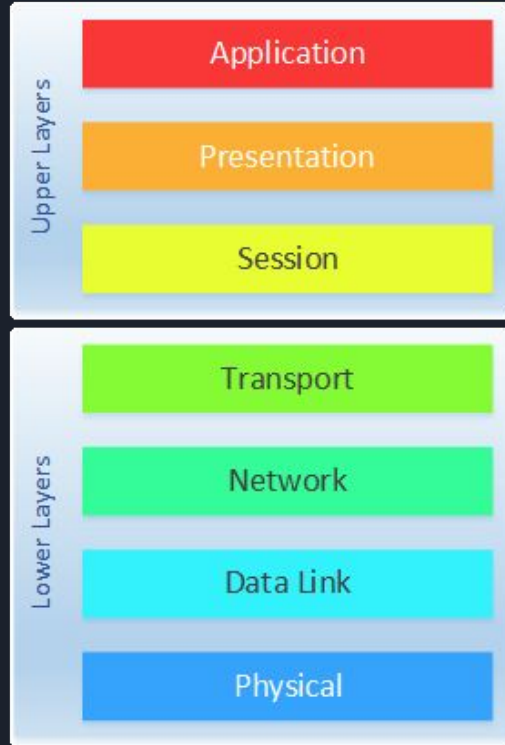 Upper Layers
Application
Presentation
Session
Lower Layers
Transport
Network
Data Link
Physical